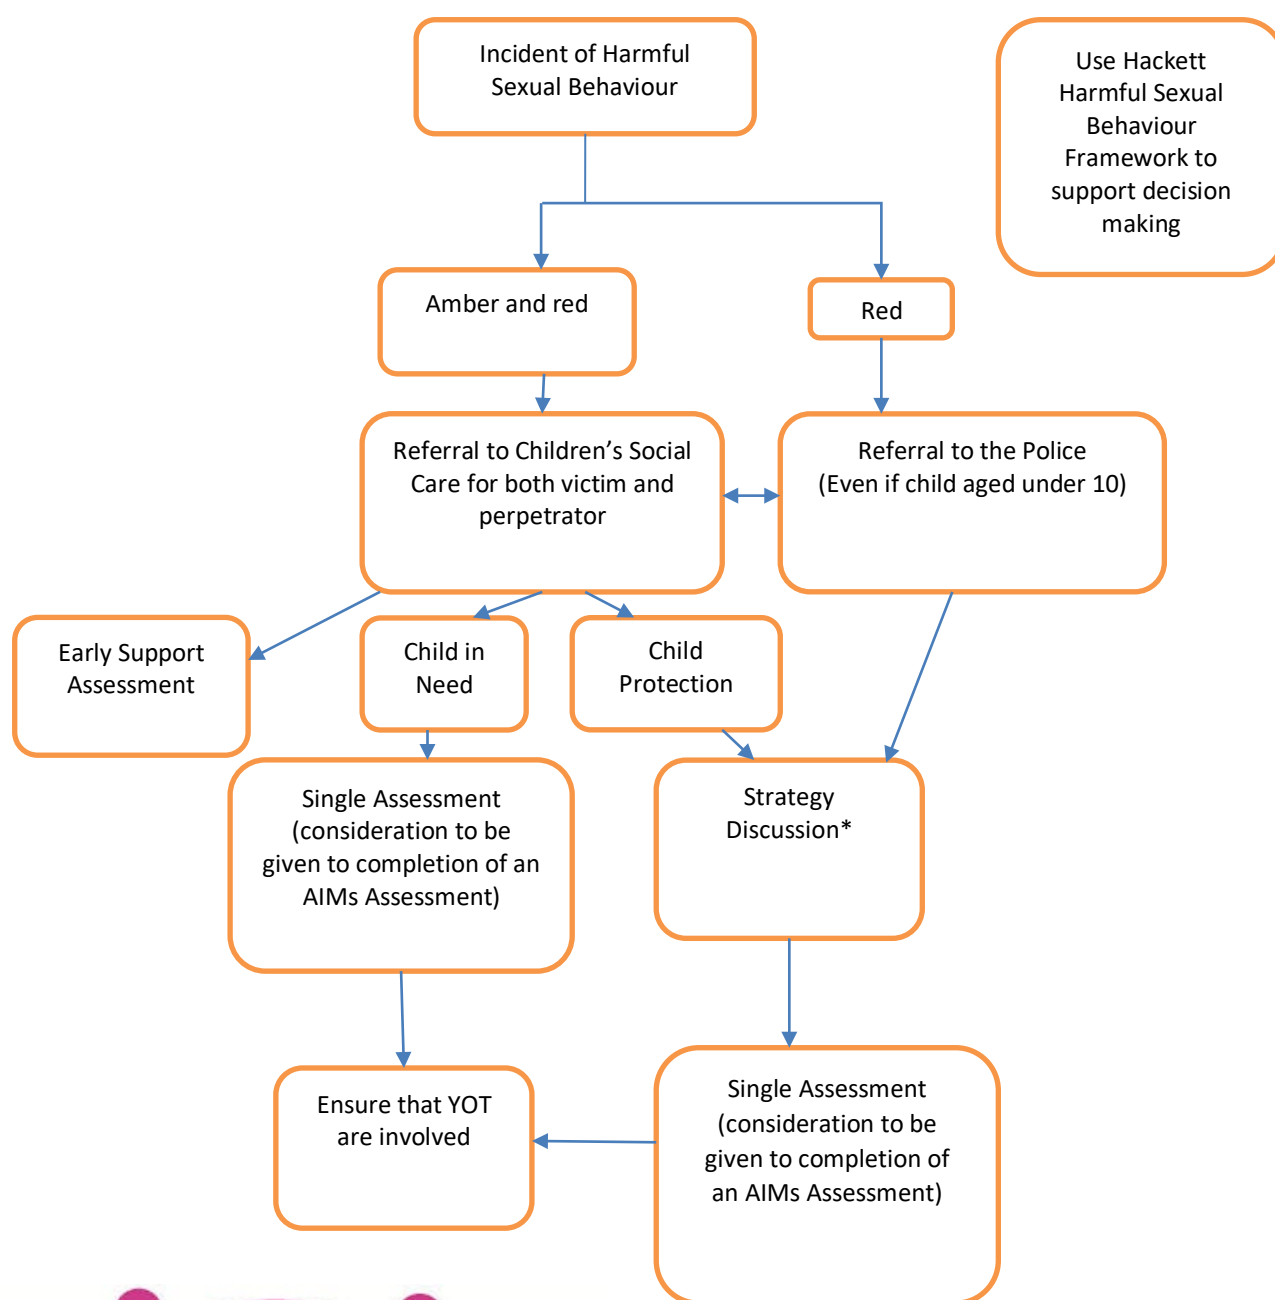 Incident of Harmful
Sexual Behaviour
Use Hackett
Harmful Sexual
Behaviour
Framework to
support decision
making
Amber and red
Red
Referral to Children’s Social
Care for both victim and
perpetrator
Referral to the Police
(Even if child aged under 10)
Early Support
Assessment
Child in
Need
Child
Protection
Single Assessment
(consideration to be
given to completion of an
AIMs Assessment)
Strategy
Discussion*
Ensure that YOT
are involved
Single Assessment
(consideration to be
given to completion of
an AIMs Assessment)